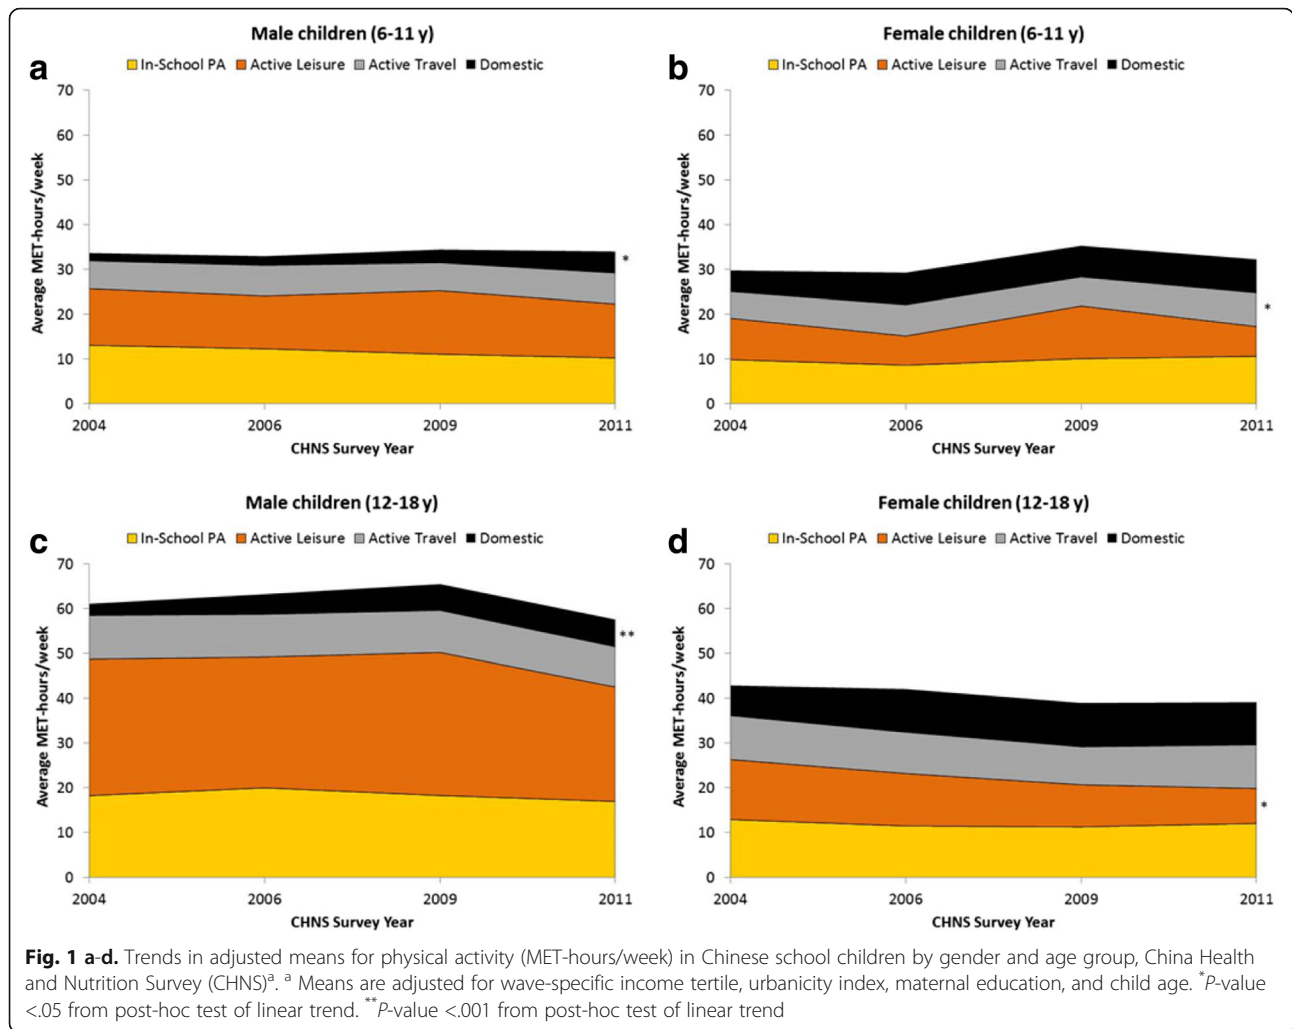 Male children (6-11 y)
a
In-School PA Active Leisure Active Travel Domestic
70
60
50
40
30
20
10
0
Average MET-hours/week
2004 2006 2009 2011
CHNS Survey Year
*
Female children (6-11 y)
b
In-School PA Active Leisure Active Travel Domestic
70
60
50
40
30
20
10
0
Average MET-hours/week
2004 2006 2009 2011
CHNS Survey Year
*
Male children (12-18 y)
c
In-School PA Active Leisure Active Travel Domestic
70
60
50
40
30
20
10
0
Average MET-hours/week
2004 2006 2009 2011
CHNS Survey Year
**
Female children (12-18 y)
d
In-School PA Active Leisure Active Travel Domestic
70
60
50
40
30
20
10
0
Average MET-hours/week
2004 2006 2009 2011
CHNS Survey Year
*
Fig. 1 a-d. Trends in adjusted means for physical activity (MET-hours/week) in Chinese school children by gender and age group, China Health
and Nutrition Survey (CHNS)a. a Means are adjusted for wave-specific income tertile, urbanicity index, maternal education, and child age. *P-value
<.05 from post-hoc test of linear trend. **P-value <.001 from post-hoc test of linear trend